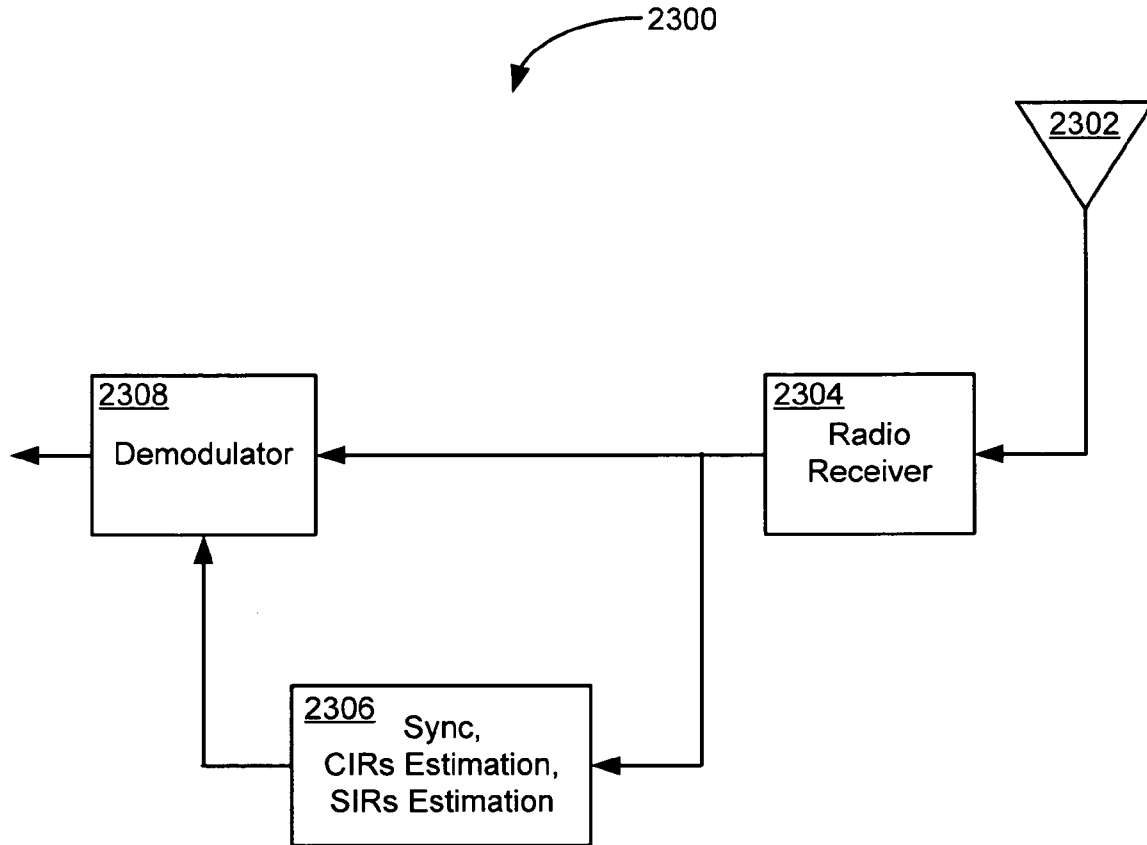 2300
2302
2308
Demodulator
2304
Radio
Receiver
2306
Sync,
CIRs Estimation,
SIRs Estimation